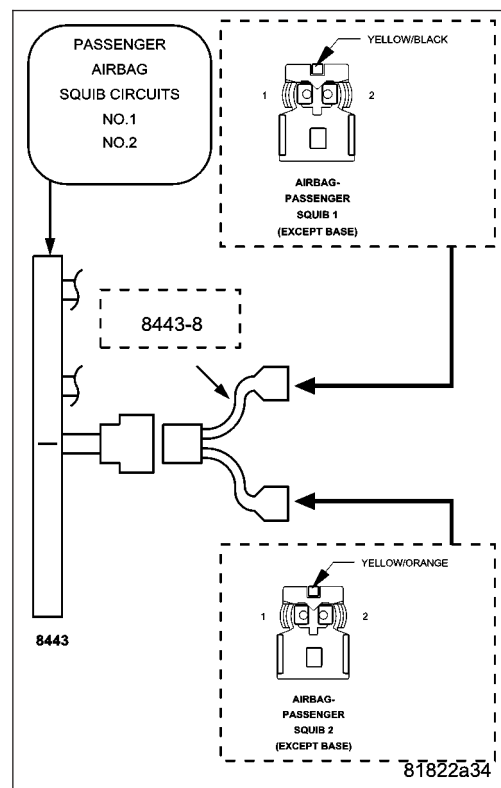 PASSENGER
AIRBAG
SQUIB CIRCUITS
NO.1
NO.2
YELLOW/BLACK
1
2
AIRBAG-
PASSENGER
SQUIB 1
(EXCEPT BASE)
8443-8
8443
YELLOW/ORANGE
1
2
AIRBAG-
PASSENGER
SQUIB 2
(EXCEPT BASE)
81822a34